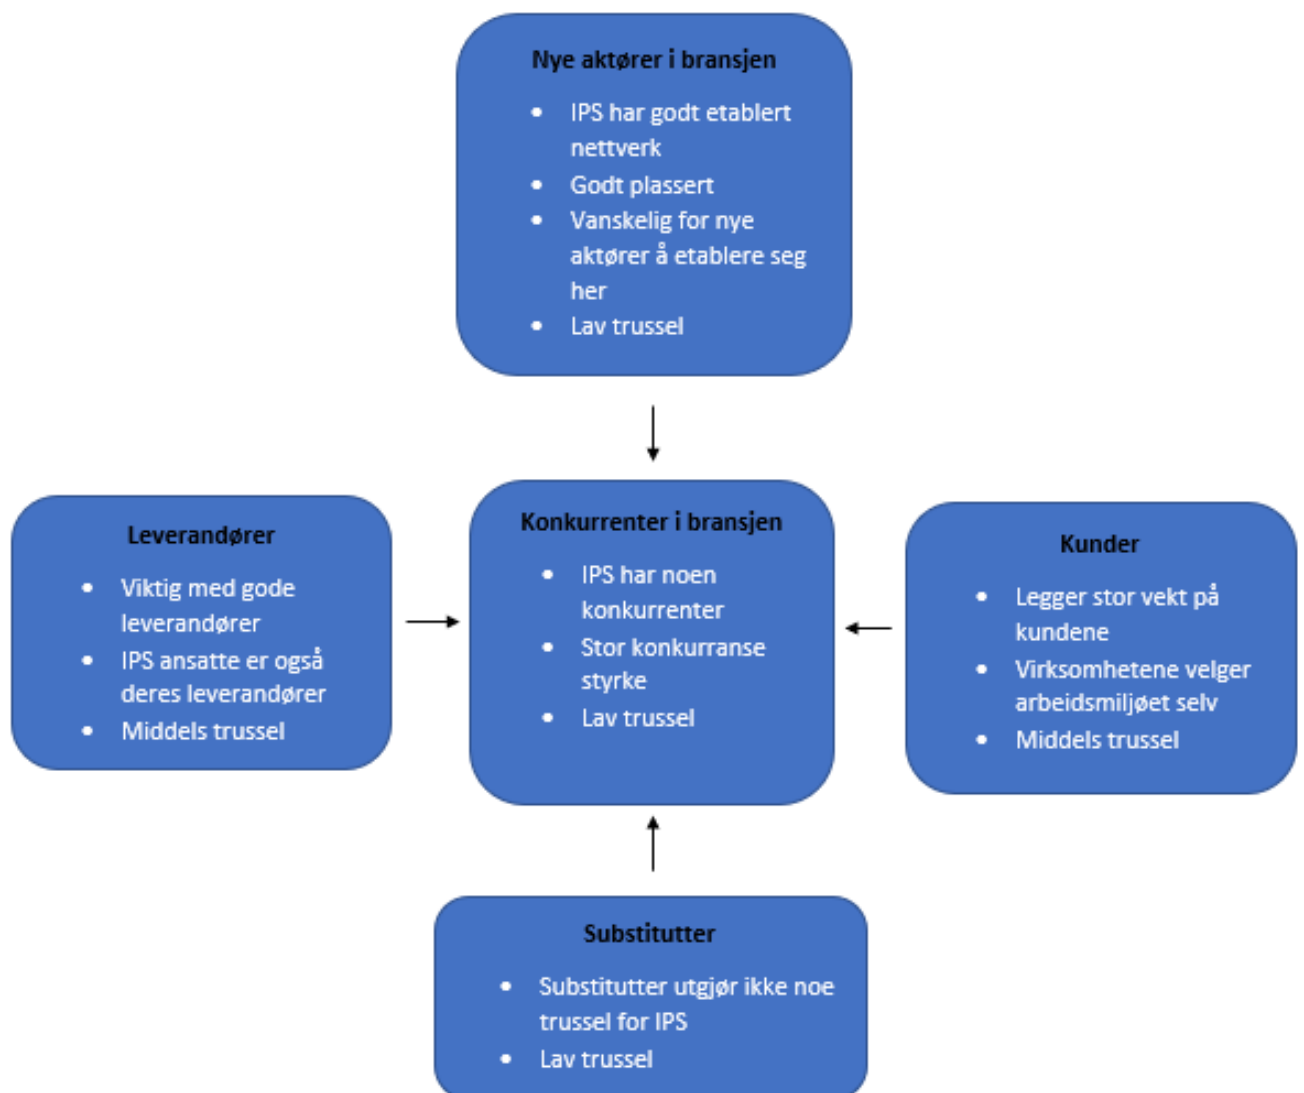 Nye aktører i bransjen
• IPS har godt etablert
nettverk
• Godt plassert
• Vanskelig for nye
aktører å etablere seg
her
• Lav trussel
Leverandører
• Viktig med gode
leverandører
• IPS ansatte er også
deres leverandører
• Middels trussel
Konkurrenter i bransjen
• IPS har noen
konkurrenter
• Stor konkurranse
styrke
• Lav trussel
Kunder
• Legger stor vekt på
kundene
• Virksomhetene velger
arbeidsmiljøet selv
• Middels trussel
Substitutter
• Substitutter utgjør ikke noe
trussel for IPS
• Lav trussel